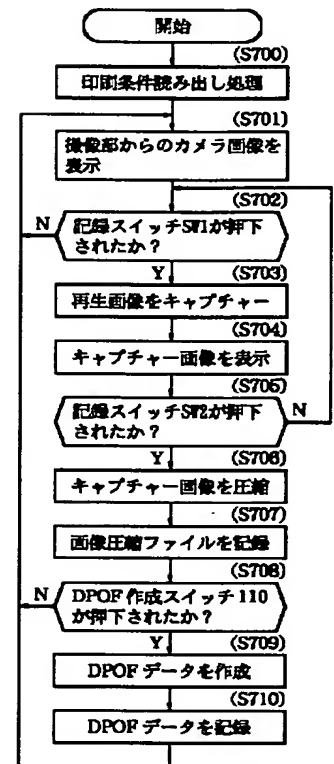 開始
(S700)
印刷条件読み出し処理
(S701)
撮像部からのカメラ画像を
表示
(S702)
N
記録スイッチSW1が押下
されたか？
Y
(S703)
再生画像をキャプチャー
(S704)
キャプチャー画像を表示
(S705)
記録スイッチSW2が押下
されたか？
N
Y
(S706)
キャプチャー画像を圧縮
(S707)
画像圧縮ファイルを記録
(S708)
N
DPOF作成スイッチ110
が押下されたか？
Y
(S709)
DPOFデータを作成
(S710)
DPOFデータを記録